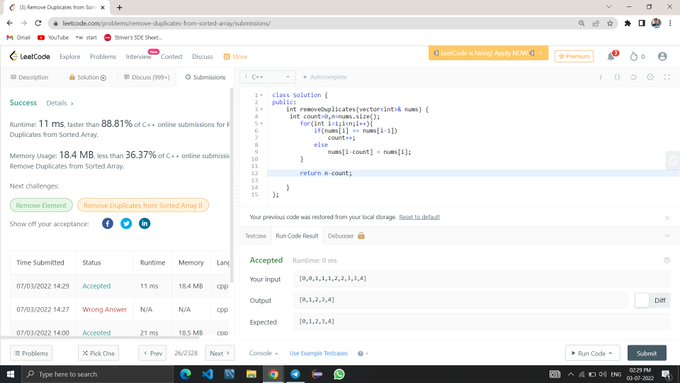 (3) Remove Duplicates from Sort
leetcode.com/problems/remove-duplicates-from-sorted-array/submissions/
Gmail YouTube start Striver's SDE Sheet...
LeetCode Explore Problems Interview New Contest Discuss Store LeetCode is hiring! Apply NOW. Premium 0
Description Solution Discuss (999+) Submissions
i C++ Autocomplete
Success Details >
Runtime: 11 ms, faster than 88.81% of C++ online submissions for R
Duplicates from Sorted Array.
Memory Usage: 18.4 MB, less than 36.37% of C++ online submissio
Remove Duplicates from Sorted Array.
Next challenges:
Remove Element Remove Duplicates from Sorted Array II
Show off your acceptance:
Time Submitted Status Runtime Memory Lang
07/03/2022 14:29 Accepted 11 ms 18.4 MB cpp
07/03/2022 14:27 Wrong Answer N/A N/A cpp
07/03/2022 14:00 Accepted 21 ms 18.5 MB cpp
Problems Pick One < Prev 26/2328 Next >
1 class Solution {
2 public:
3 int removeDuplicates(vector<int>& nums) {
4 int count=0,n=nums.size();
5 for(int i=1;i<n;i++){
6 if(nums[i] == nums[i-1])
7 count++;
8 else
9 nums[i-count] = nums[i];
10 }
11
12 return n-count;
13
14 }
15 };
Your previous code was restored from your local storage. Reset to default
Testcase Run Code Result Debugger
Accepted Runtime: 0 ms
Your input [0,0,1,1,1,2,2,3,3,4]
Output [0,1,2,3,4] Diff
Expected [0,1,2,3,4]
Console Use Example Testcases Run Code Submit
Type here to search
ENG
02:29 PM
03-07-2022